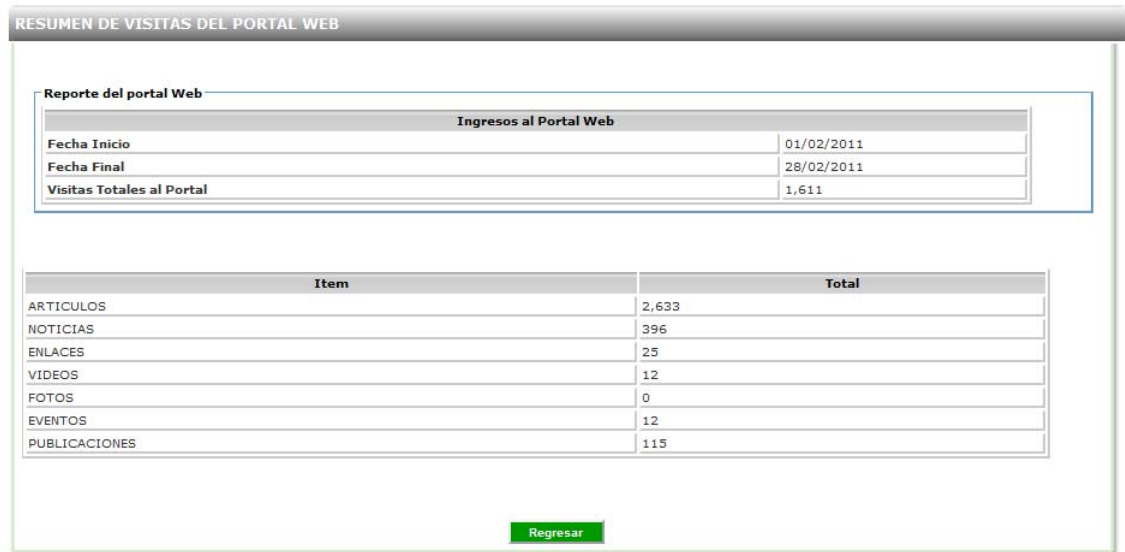 RESUMEN DE VISITAS DEL PORTAL WEB
Reporte del portal Web
Ingresos al Portal Web
Fecha Inicio 01/02/2011
Fecha Final 28/02/2011
Visitas Totales al Portal 1,611
Item Total
ARTICULOS 2,633
NOTICIAS 396
ENLACES 25
VIDEOS 12
FOTOS 0
EVENTOS 12
PUBLICACIONES 115
Regresar